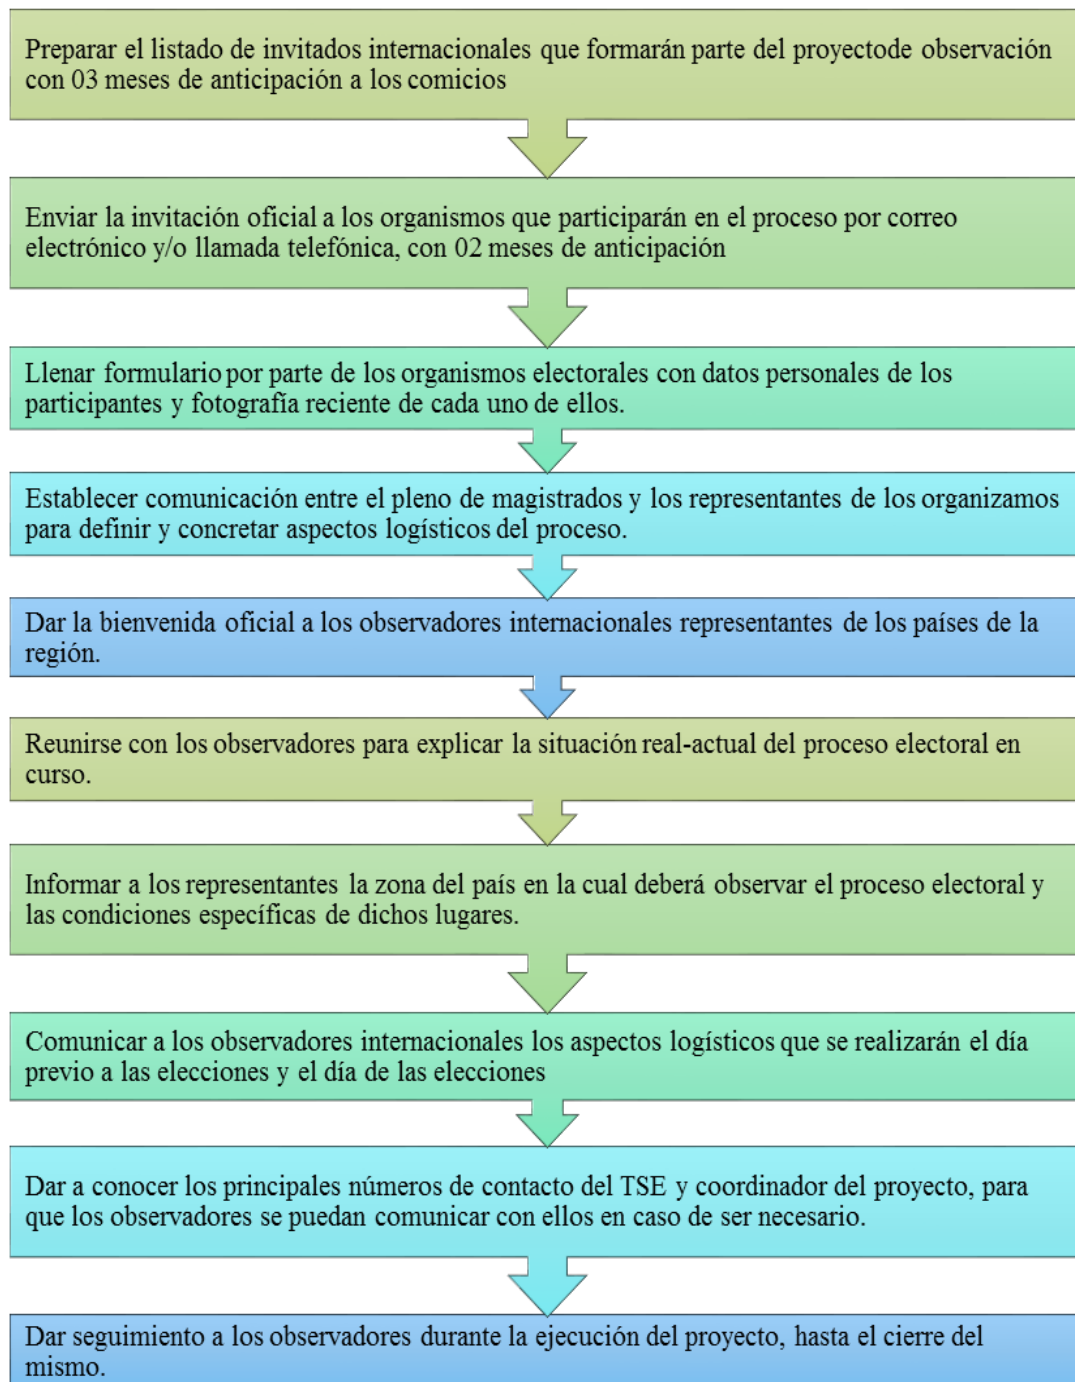 Preparar el listado de invitados internacionales que formarán parte del proyectode observación
con 03 meses de anticipación a los comicios
Enviar la invitación oficial a los organismos que participarán en el proceso por correo
electrónico y/o llamada telefónica, con 02 meses de anticipación
Llenar formulario por parte de los organismos electorales con datos personales de los
participantes y fotografía reciente de cada uno de ellos.
Establecer comunicación entre el pleno de magistrados y los representantes de los organizamos
para definir y concretar aspectos logísticos del proceso.
Dar la bienvenida oficial a los observadores internacionales representantes de los países de la
región.
Reunirse con los observadores para explicar la situación real-actual del proceso electoral en
curso.
Informar a los representantes la zona del país en la cual deberá observar el proceso electoral y
las condiciones específicas de dichos lugares.
Comunicar a los observadores internacionales los aspectos logísticos que se realizarán el día
previo a las elecciones y el día de las elecciones
Dar a conocer los principales números de contacto del TSE y coordinador del proyecto, para
que los observadores se puedan comunicar con ellos en caso de ser necesario.
Dar seguimiento a los observadores durante la ejecución del proyecto, hasta el cierre del
mismo.